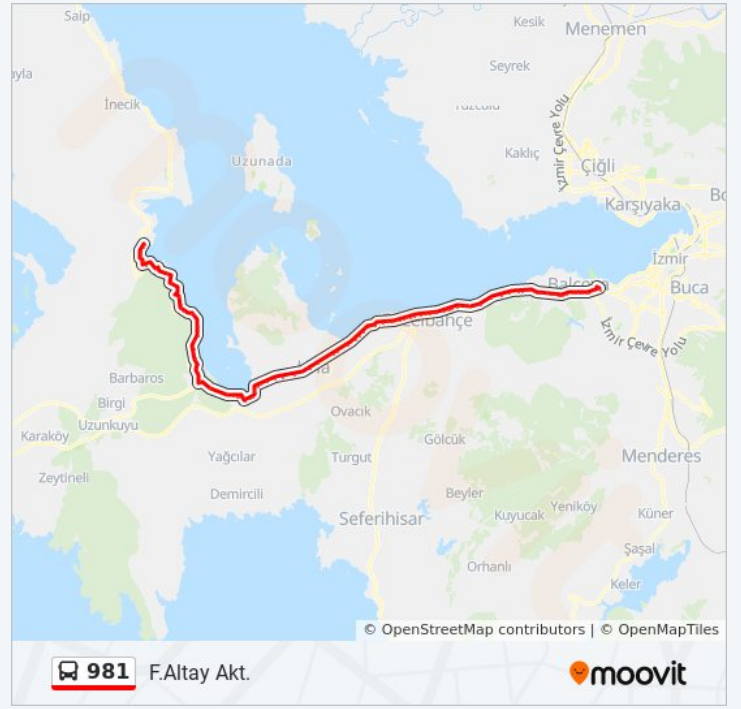 Saip
Kesik
Menemen
ayla
Seyrek
İnecik
İzmir Çevre Yolu
Kaklıç
Uzunada
Çiğli
Karşıyaka
İzmir
Buca
İzmir Çevre Yolu
Barbaros
Birgi
Uzunkuyu
Karaköy
Ovacık
Gölcük
Yağcılar
Turgut
Menderes
Zeytineli
Demircili
Beyler
Yeniköy
Kuyucak
Küner
Seferihisar
Şaşal
Orhanlı
Keler
© OpenStreetMap contributors | © OpenMapTiles
981 F.Altay Akt.
moovit